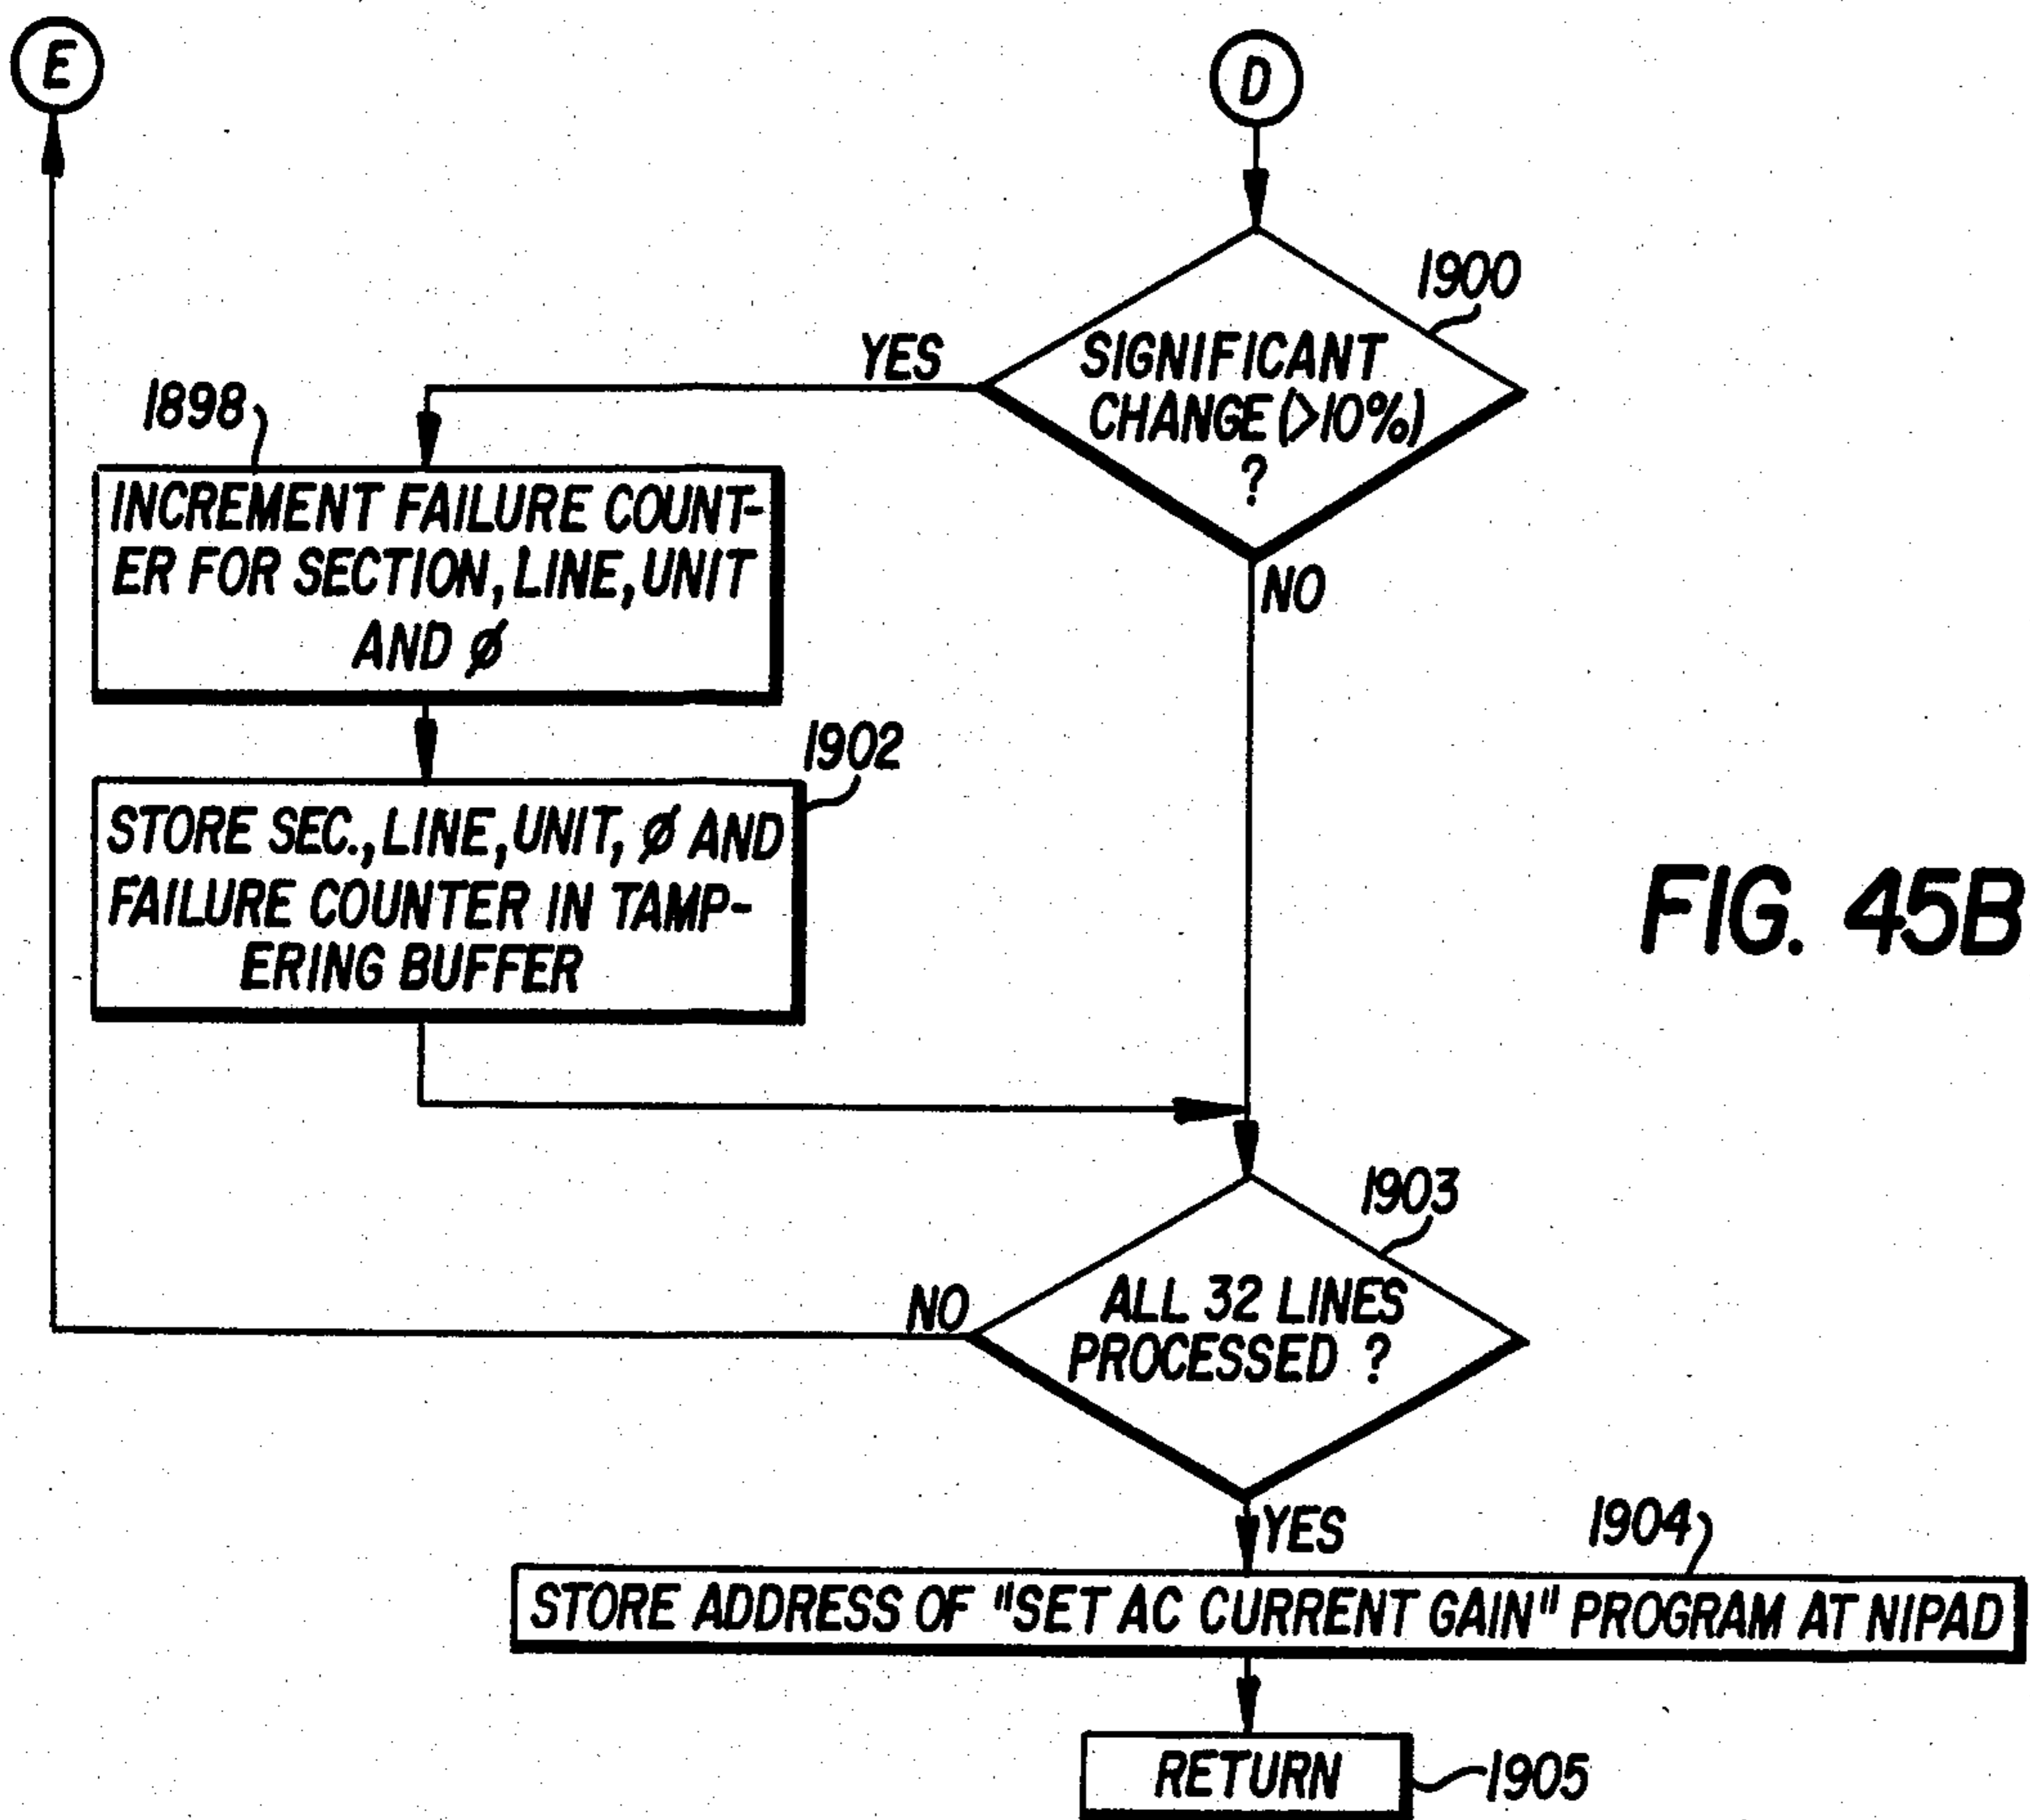 E
D
1900
SIGNIFICANT
CHANGE (>10%)
?
YES
NO
1898
INCREMENT FAILURE COUNT-
ER FOR SECTION, LINE, UNIT
AND ø
1902
STORE SEC., LINE, UNIT, ø AND
FAILURE COUNTER IN TAMP-
ERING BUFFER
FIG. 45B
1903
ALL 32 LINES
PROCESSED ?
NO
YES
1904
STORE ADDRESS OF "SET AC CURRENT GAIN" PROGRAM AT NIPAD
RETURN
1905